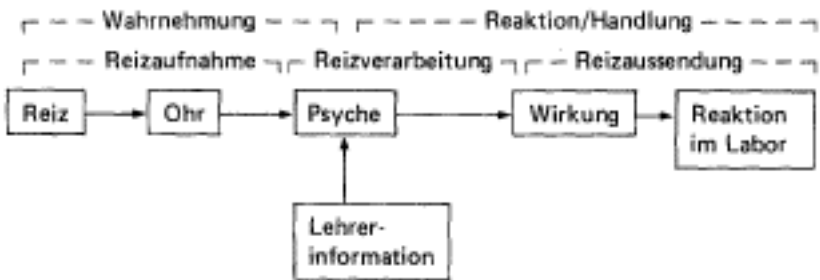 Wahrnehmung Reaktion/Handlung
Reizaufnahme Reizverarbeitung Reizaussendung
Reiz Ohr Psyche Wirkung Reaktion
im Labor
Lehrer-
information